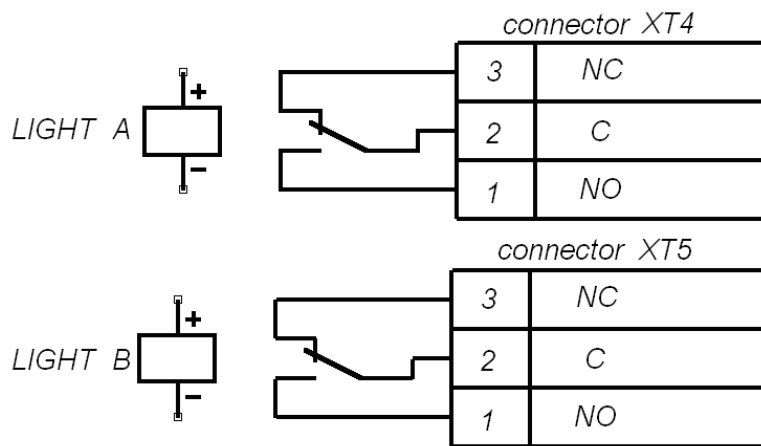 connector XT4
3 NC
+
LIGHT A
2 C
-
1 NO
connector XT5
3 NC
+
LIGHT B
2 C
-
1 NO